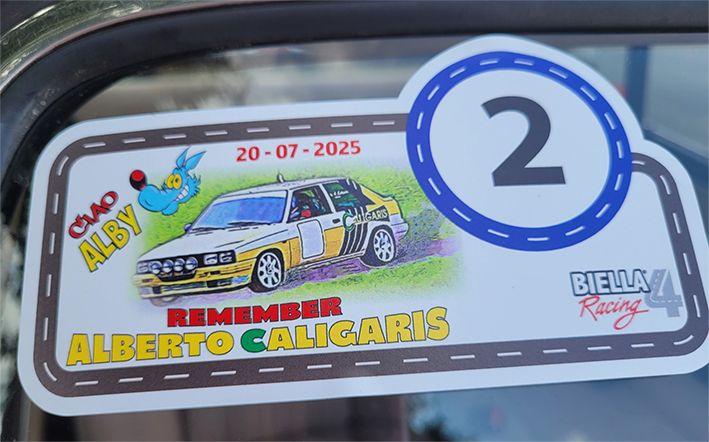 20-07-2025
2
CIAO
ALBY
CALIGARIS
REMEMBER
ALBERTO CALIGARIS
BIELLA
Racing 4